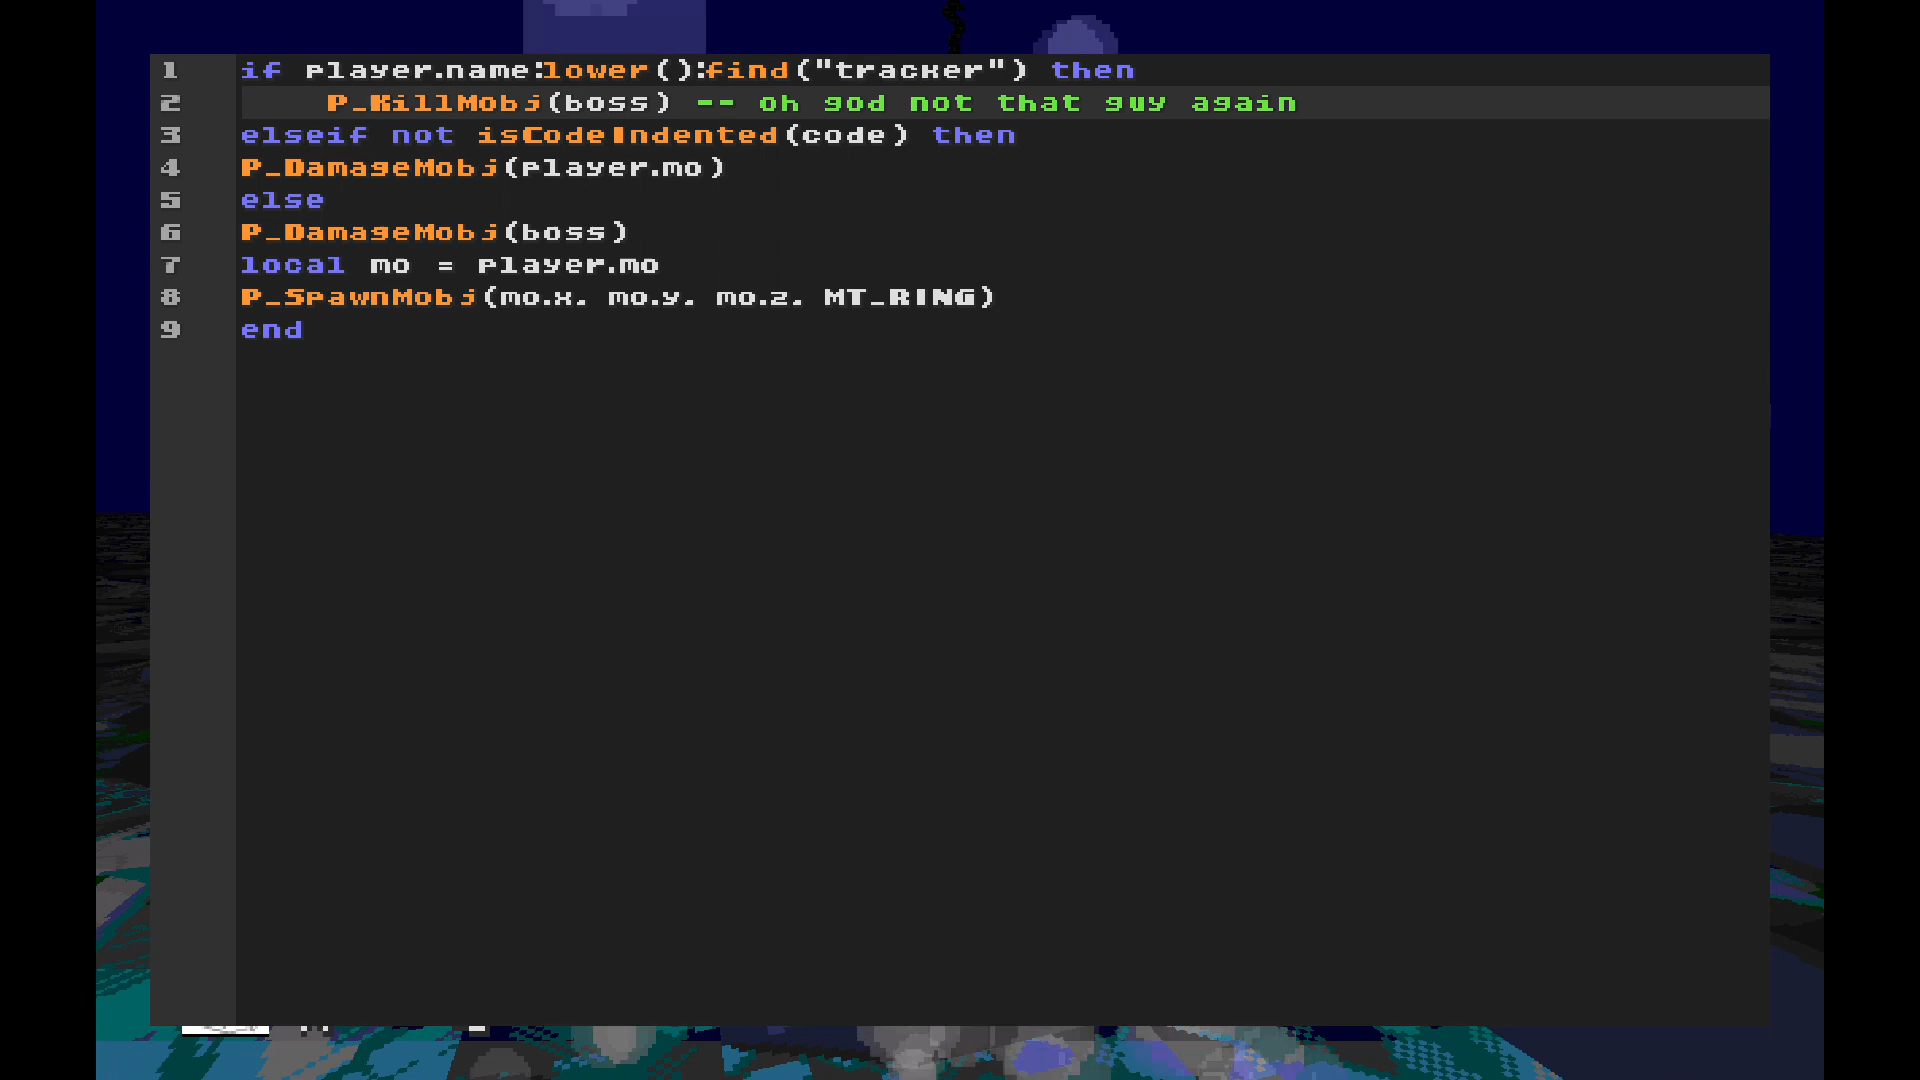 1 if player.name:lower():find("tracker") then
2 P_KillMobj(boss) -- oh god not that guy again
3 elseif not isCodeIndented(code) then
4 P_DamageMobj(player.mo)
5 else
6 P_DamageMobj(boss)
7 local mo = player.mo
8 P_SpawnMobj(mo.x, mo.y, mo.z, MT_RING)
9 end